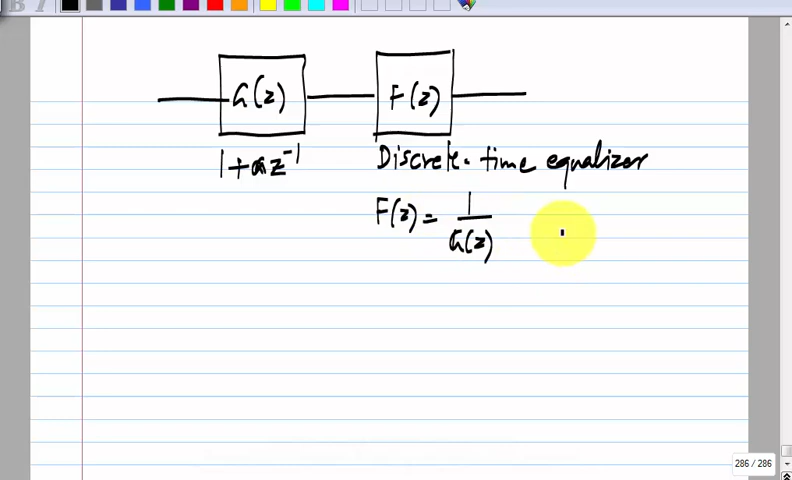 B I
G(z) F(z)
1 + az⁻¹ Discrete-time equalizer
F(z) = 1 / G(z)
286 / 286